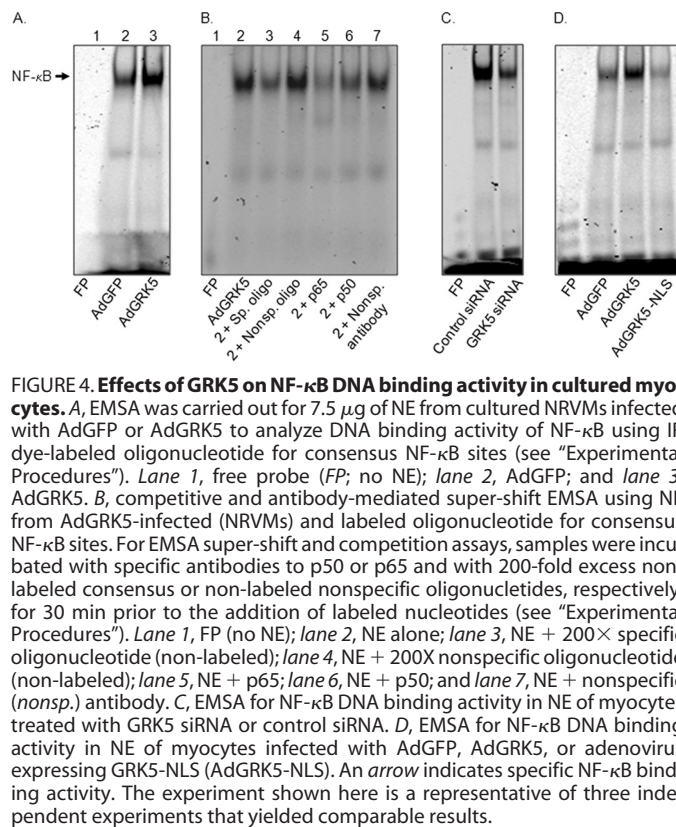 A.
B.
C.
D.
1 2 3
1 2 3 4 5 6 7
NF-κB
FP
AdGFP
AdGRK5
FP
AdGRK5
2 + Sp. oligo
2 + Nonsp. oligo
2 + p65
2 + p50
2 + Nonsp. antibody
FP
Control siRNA
GRK5 siRNA
FP
AdGFP
AdGRK5
AdGRK5-NLS
FIGURE 4. Effects of GRK5 on NF-κB DNA binding activity in cultured myo
cytes. A, EMSA was carried out for 7.5 μg of NE from cultured NRVMs infected
with AdGFP or AdGRK5 to analyze DNA binding activity of NF-κB using IR
dye-labeled oligonucleotide for consensus NF-κB sites (see “Experimenta
Procedures”). Lane 1, free probe (FP; no NE); lane 2, AdGFP; and lane 3
AdGRK5. B, competitive and antibody-mediated super-shift EMSA using NE
from AdGRK5-infected (NRVMs) and labeled oligonucleotide for consensu
NF-κB sites. For EMSA super-shift and competition assays, samples were incu
bated with specific antibodies to p50 or p65 and with 200-fold excess non
labeled consensus or non-labeled nonspecific oligonucletides, respectively
for 30 min prior to the addition of labeled nucleotides (see “Experimenta
Procedures”). Lane 1, FP (no NE); lane 2, NE alone; lane 3, NE + 200× specific
oligonucleotide (non-labeled); lane 4, NE + 200X nonspecific oligonucleotide
(non-labeled); lane 5, NE + p65; lane 6, NE + p50; and lane 7, NE + nonspecific
(nonsp.) antibody. C, EMSA for NF-κB DNA binding activity in NE of myocyte
treated with GRK5 siRNA or control siRNA. D, EMSA for NF-κB DNA binding
activity in NE of myocytes infected with AdGFP, AdGRK5, or adenoviru
expressing GRK5-NLS (AdGRK5-NLS). An arrow indicates specific NF-κB bind
ing activity. The experiment shown here is a representative of three inde
pendent experiments that yielded comparable results.